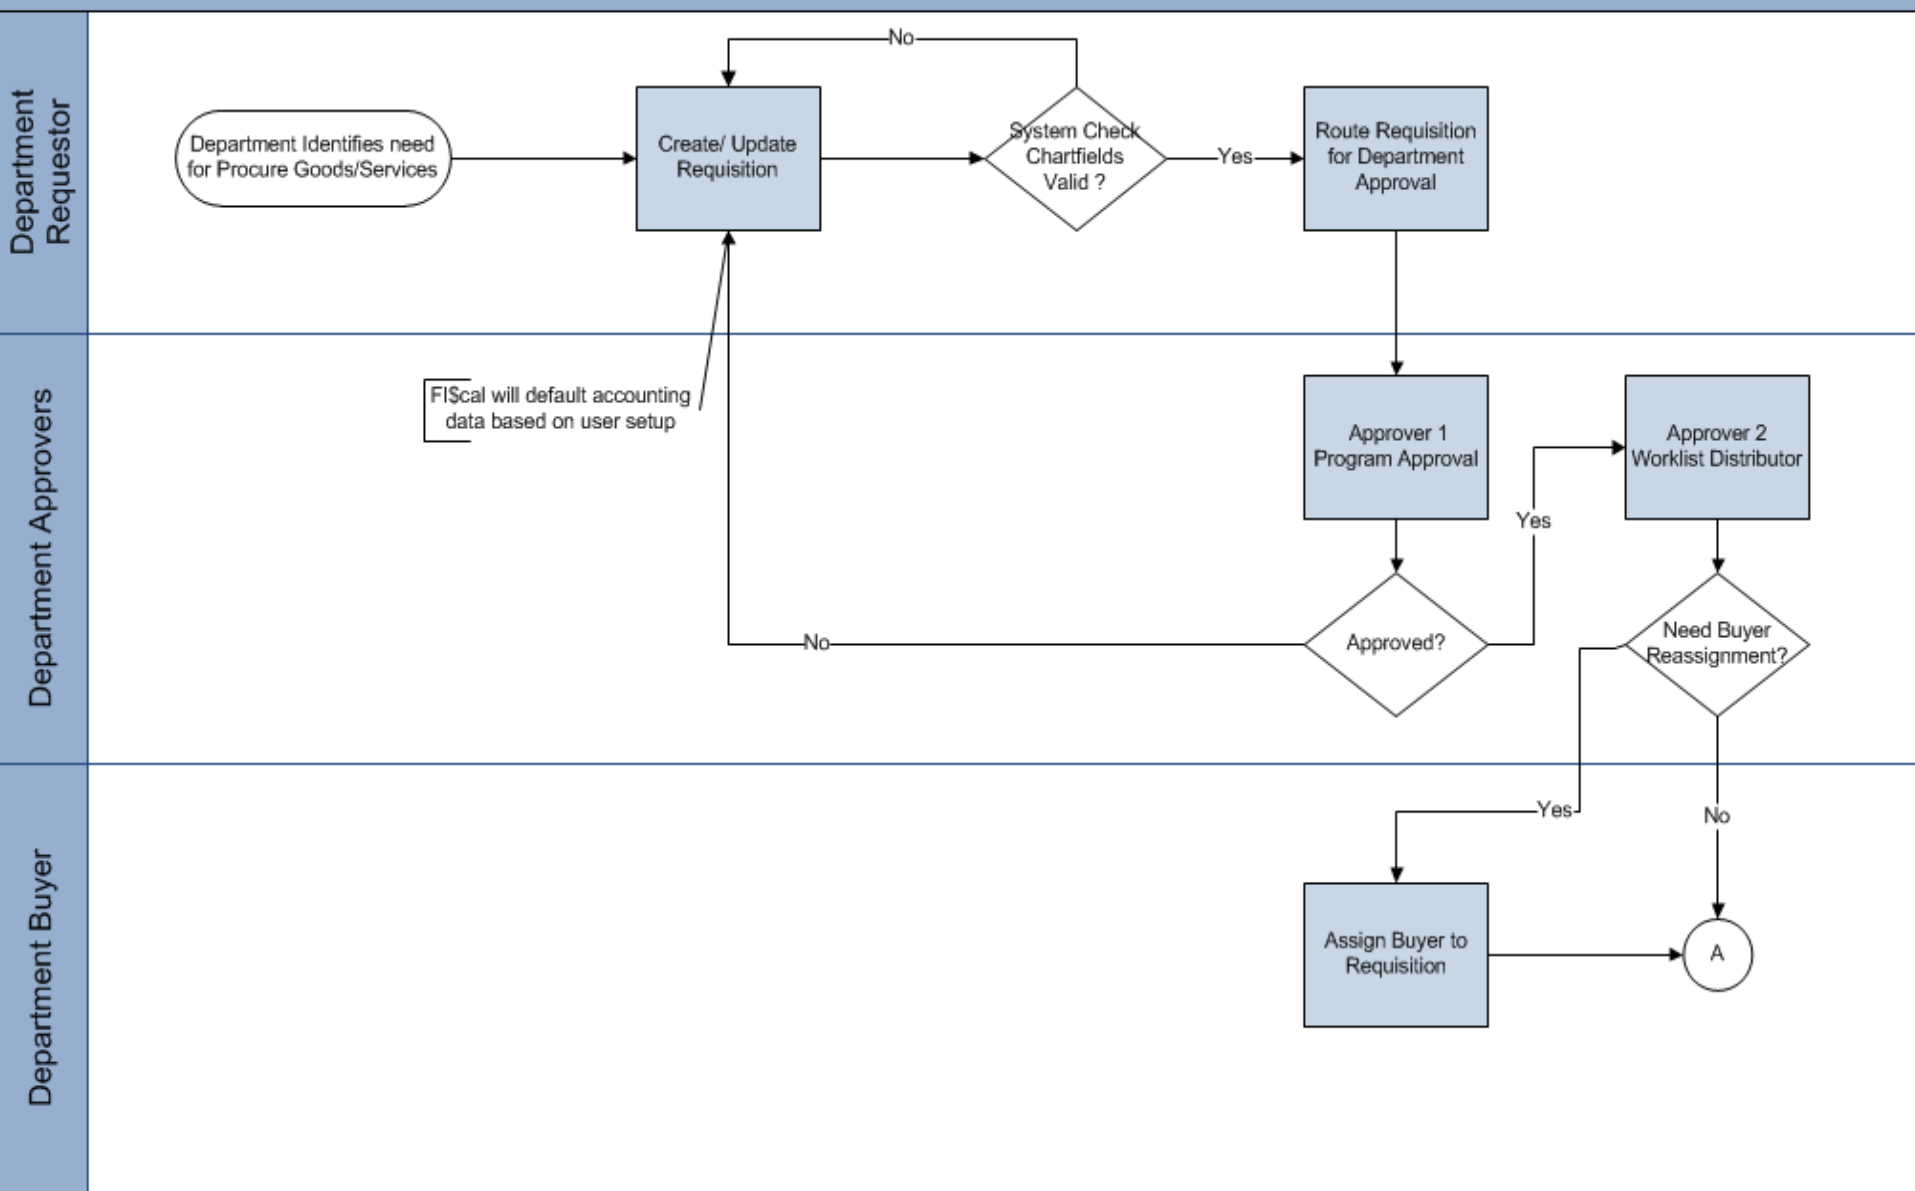 Department
Requestor
No
Department Identifies need
for Procure Goods/Services
Create/ Update
Requisition
System Check
Chartfields
Valid ?
Yes
Route Requisition
for Department
Approval
Department Approvers
FI$cal will default accounting
data based on user setup
Approver 1
Program Approval
Approver 2
Worklist Distributor
Yes
No
Approved?
Need Buyer
Reassignment?
Department Buyer
Yes
No
Assign Buyer to
Requisition
A